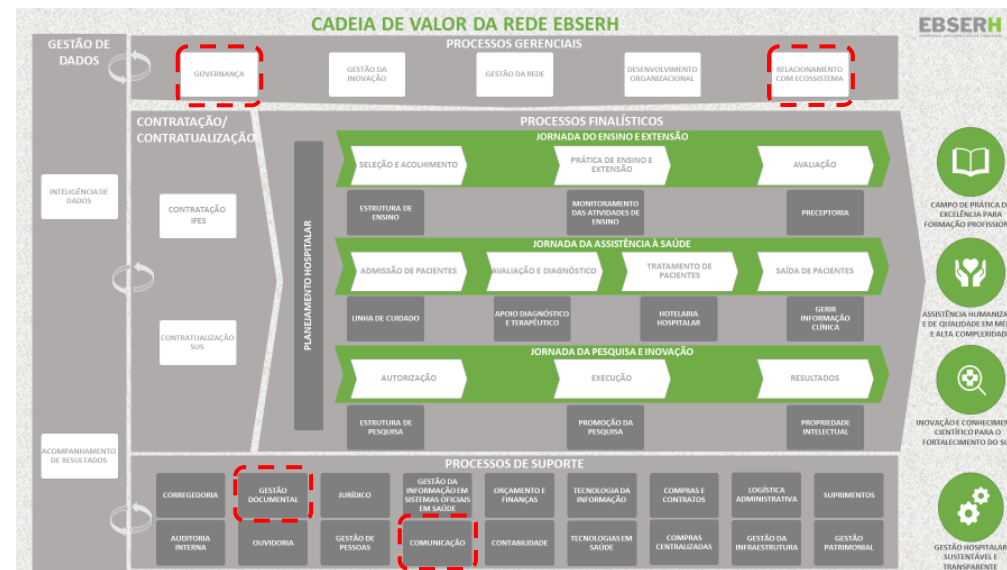 CADEIA DE VALOR DA REDE EBSERH
EBSERH
GESTÃO DE
DADOS
INTELIGÊNCIA DE
DADOS
ACOMPANHAMENTO
DE RESULTADOS
PROCESSOS GERENCIAIS
GOVERNANÇA
GESTÃO DA
INOVAÇÃO
GESTÃO DA REDE
DESENVOLVIMENTO
ORGANIZACIONAL
RELACIONAMENTO
COM ECOSSISTEMA
CONTRATAÇÃO/
CONTRATUALIZAÇÃO
CONTRATAÇÃO
IFES
CONTRATUALIZAÇÃO
SUS
PROCESSOS FINALÍSTICOS
PLANEJAMENTO HOSPITALAR
JORNADA DO ENSINO E EXTENSÃO
SELEÇÃO E ACOLHIMENTO
PRÁTICA DE ENSINO E
EXTENSÃO
AVALIAÇÃO
ESTRUTURA DE
ENSINO
MONITORAMENTO
DAS ATIVIDADES DE
ENSINO
PRECEPTORIA
JORNADA DA ASSISTÊNCIA À SAÚDE
ADMISSÃO DE PACIENTES
AVALIAÇÃO E DIAGNÓSTICO
TRATAMENTO DE
PACIENTES
SAÍDA DE PACIENTES
LINHA DE CUIDADO
APOIO DIAGNÓSTICO
E TERAPÊUTICO
HOTELARIA
HOSPITALAR
GERIR
INFORMAÇÃO
CLÍNICA
JORNADA DA PESQUISA E INOVAÇÃO
AUTORIZAÇÃO
EXECUÇÃO
RESULTADOS
ESTRUTURA DE
PESQUISA
PROMOÇÃO DA
PESQUISA
PROPRIEDADE
INTELECTUAL
PROCESSOS DE SUPORTE
CORREGEDORIA
GESTÃO
DOCUMENTAL
JURÍDICO
GESTÃO DA
INFORMAÇÃO EM
SISTEMAS OFICIAIS
EM SAÚDE
ORÇAMENTO E
FINANÇAS
TECNOLOGIA DA
INFORMAÇÃO
COMPRAS E
CONTRATOS
LOGÍSTICA
ADMINISTRATIVA
SUPRIMENTOS
AUDITORIA
INTERNA
OUVIDORIA
GESTÃO DE
PESSOAS
COMUNICAÇÃO
CONTABILIDADE
TECNOLOGIAS EM
SAÚDE
COMPRAS
CENTRALIZADAS
GESTÃO DA
INFRAESTRUTURA
GESTÃO
PATRIMONIAL
CAMPO DE PRÁTICA D
EXCELÊNCIA PARA
FORMAÇÃO PROFISSION
ASSISTÊNCIA HUMANIZA
E DE QUALIDADE EM MÉ
E ALTA COMPLEXIDAD
INOVAÇÃO E CONHECIMEN
CIENTÍFICO PARA O
FORTALECIMENTO DO SU
GESTÃO HOSPITALAR
SUSTENTÁVEL E
TRANSPARENTE